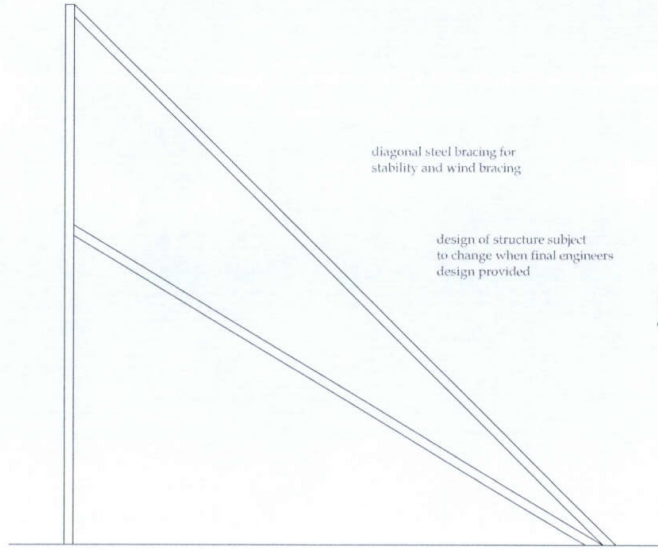 diagonal steel bracing for
stability and wind bracing
design of structure subject
to change when final engineers
design provided